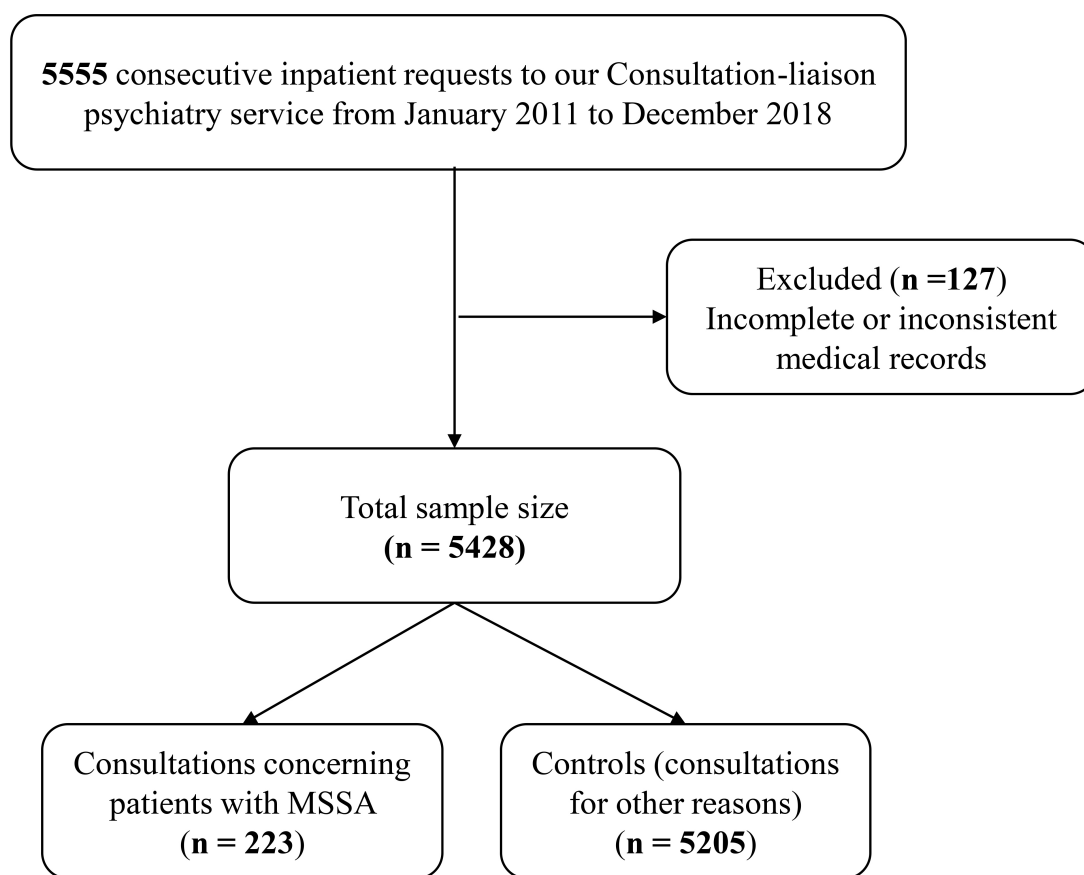 5555 consecutive inpatient requests to our Consultation-liaison
psychiatry service from January 2011 to December 2018
Excluded (n =127)
Incomplete or inconsistent
medical records
Total sample size
(n = 5428)
Consultations concerning
patients with MSSA
(n = 223)
Controls (consultations
for other reasons)
(n = 5205)